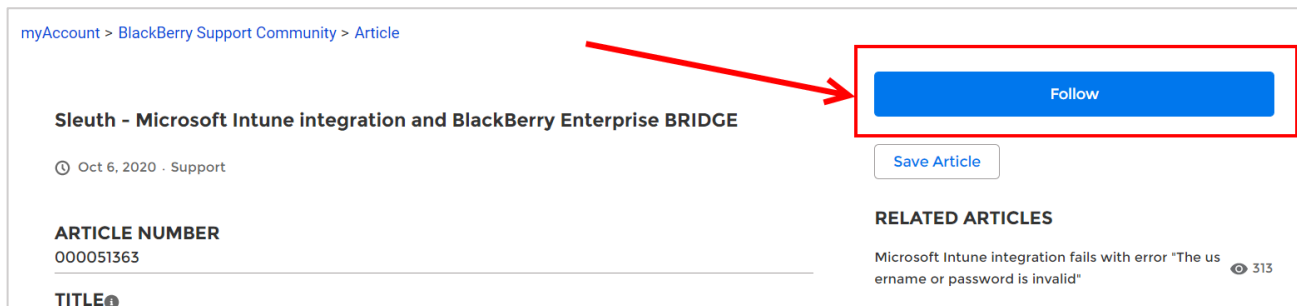 myAccount > BlackBerry Support Community > Article
Follow
Sleuth - Microsoft Intune integration and BlackBerry Enterprise BRIDGE
Oct 6, 2020 . Support
Save Article
ARTICLE NUMBER
000051363
TITLE
RELATED ARTICLES
Microsoft Intune integration fails with error "The us
ername or password is invalid"
313